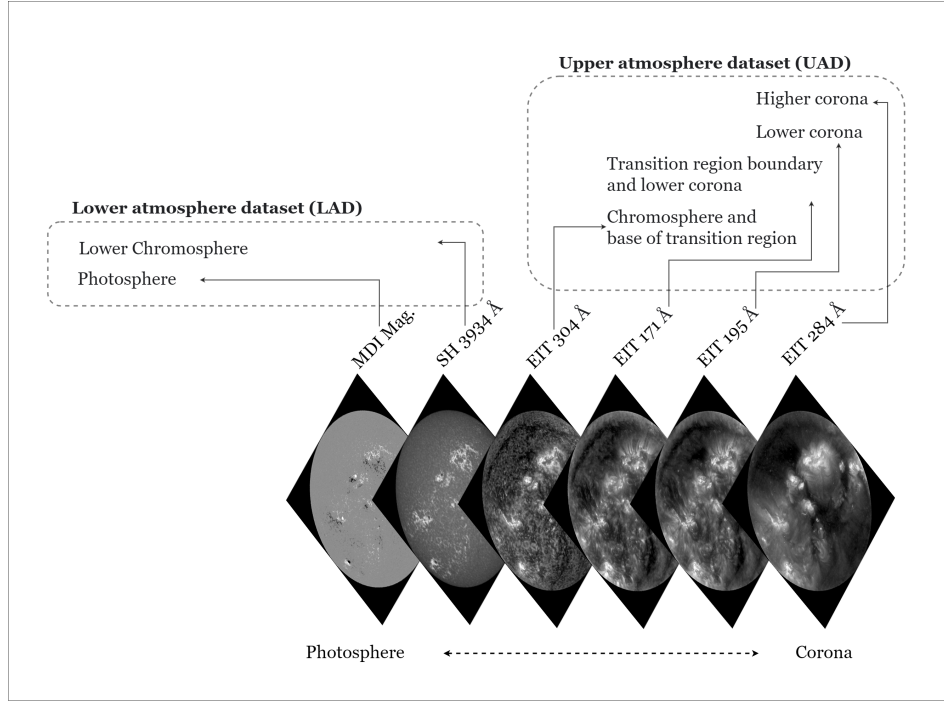 Upper atmosphere dataset (UAD)
Higher corona
Lower corona
Transition region boundary
and lower corona
Chromosphere and
base of transition region
Lower atmosphere dataset (LAD)
Lower Chromosphere
Photosphere
MDI Mag.
SH 3934 Å
EIT 304 Å
EIT 171 Å
EIT 195 Å
EIT 284 Å
Photosphere
Corona